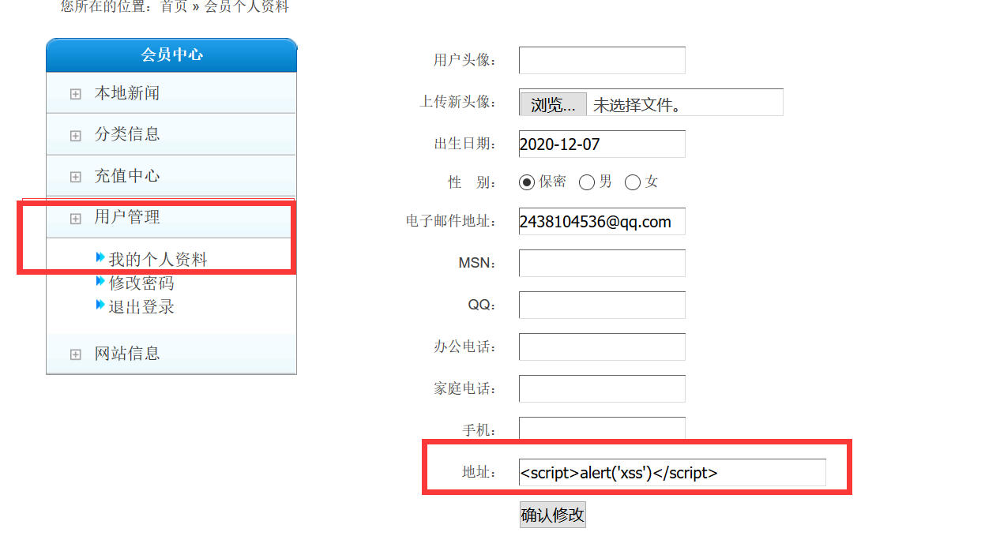 您所在的位置：首页 » 会员个人资料
会员中心
本地新闻
分类信息
充值中心
用户管理
我的个人资料
修改密码
退出登录
网站信息
用户头像：
上传新头像： 浏览... 未选择文件。
出生日期： 2020-12-07
性 别： 保密 男 女
电子邮件地址： 2438104536@qq.com
MSN：
QQ：
办公电话：
家庭电话：
手机：
地址： <script>alert('xss')</script>
确认修改